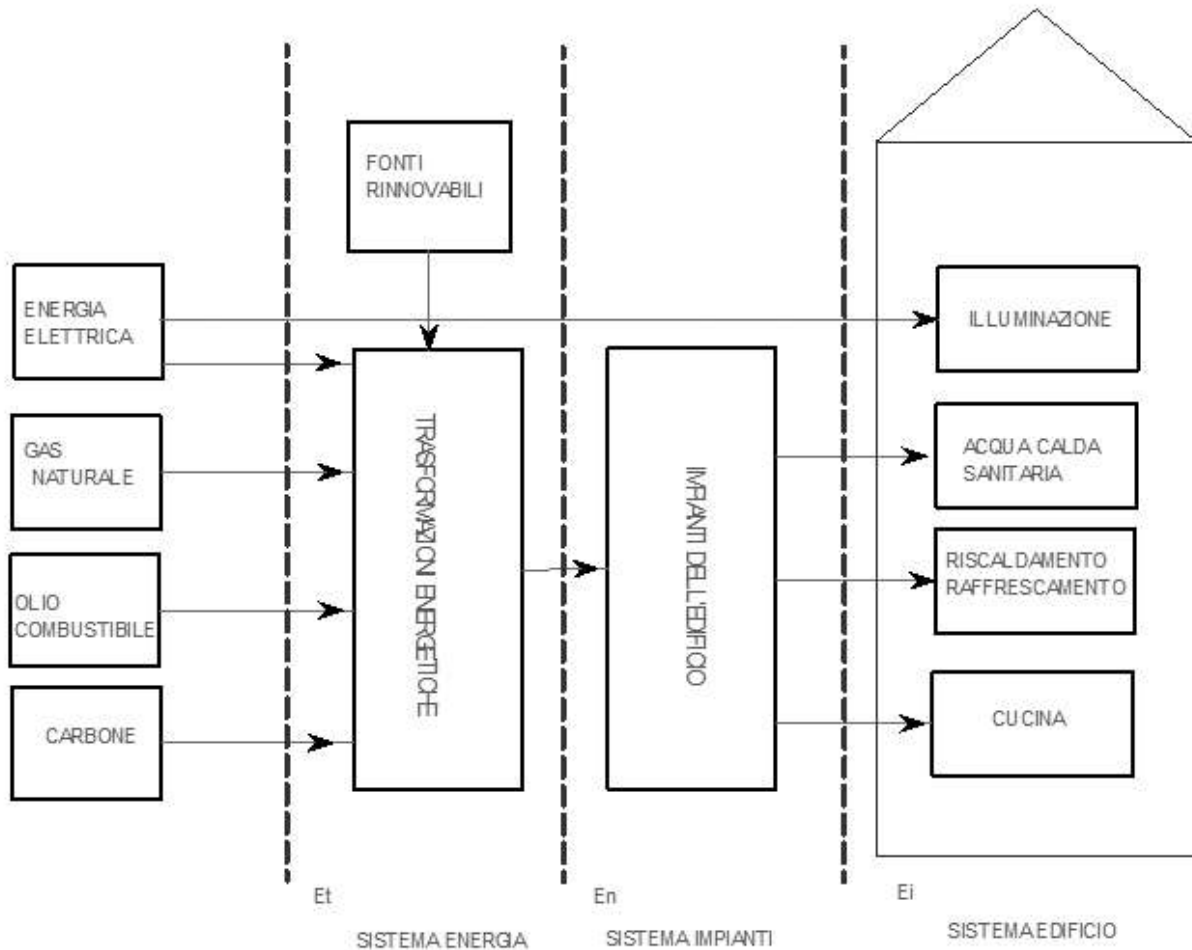 FONTI
RINNOVABILI
ENERGIA
ELETTRICA
ILLUMINAZIONE
GAS
NATURALE
ACQUA CALDA
SANITARIA
TRASFORMAZIONI ENERGETICHE
IMPIANTI DELL'EDIFICIO
OLIO
COMBUSTIBILE
RISCALDAMENTO
RAFFRESCAMENTO
CARBONE
CUCINA
Et
En
Ei
SISTEMA ENERGIA
SISTEMA IMPIANTI
SISTEMA EDIFICIO